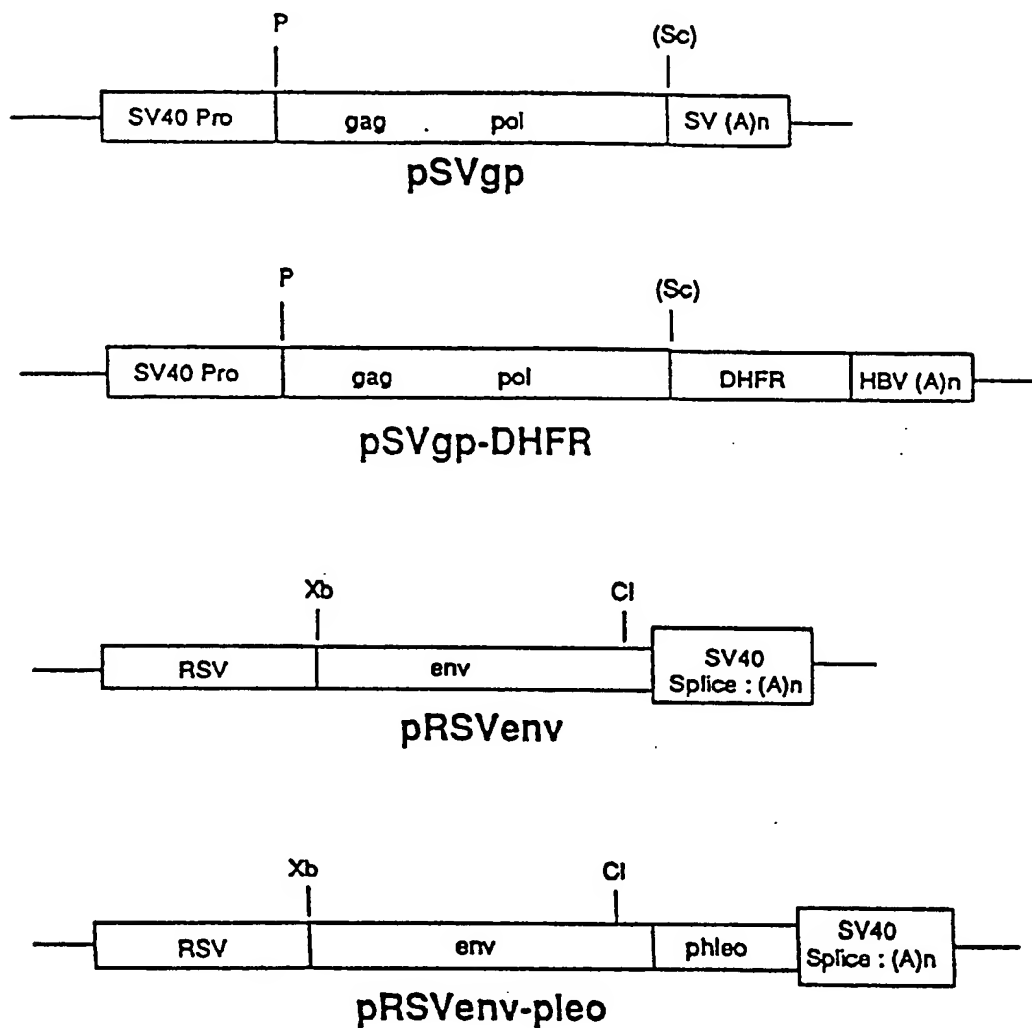 P (Sc)
SV40 Pro gag pol SV (A)n
pSVgp
P (Sc)
SV40 Pro gag pol DHFR HBV (A)n
pSVgp-DHFR
Xb Cl
RSV env SV40
Splice : (A)n
pRSVenv
Xb Cl
RSV env phleo SV40
Splice : (A)n
pRSVenv-pleo